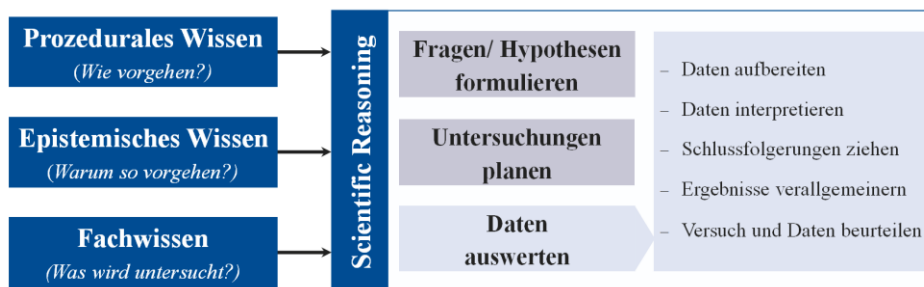 Prozedurales Wissen
(Wie vorgehen?)
Epistemisches Wissen
(Warum so vorgehen?)
Fachwissen
(Was wird untersucht?)
Scientific Reasoning
Fragen/ Hypothesen
formulieren
Untersuchungen
planen
Daten
auswerten
– Daten aufbereiten
– Daten interpretieren
– Schlussfolgerungen ziehen
– Ergebnisse verallgemeinern
– Versuch und Daten beurteilen